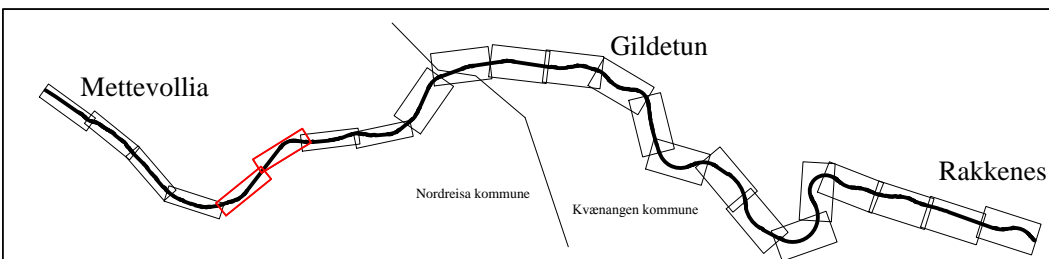 Gildetun
Mettevollia
Rakkenes
Nordreisa kommune
Kvænangen kommune